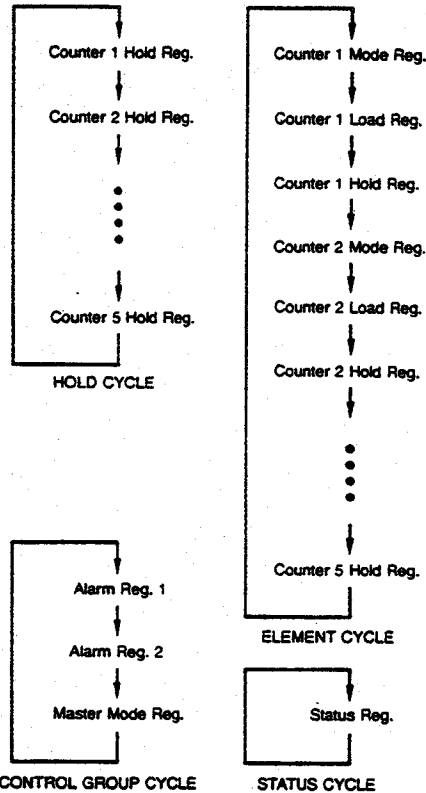 Counter 1 Hold Reg.
Counter 2 Hold Reg.
Counter 5 Hold Reg.
HOLD CYCLE
Counter 1 Mode Reg.
Counter 1 Load Reg.
Counter 1 Hold Reg.
Counter 2 Mode Reg.
Counter 2 Load Reg.
Counter 2 Hold Reg.
Counter 5 Hold Reg.
ELEMENT CYCLE
Alarm Reg. 1
Alarm Reg. 2
Master Mode Reg.
CONTROL GROUP CYCLE
Status Reg.
STATUS CYCLE